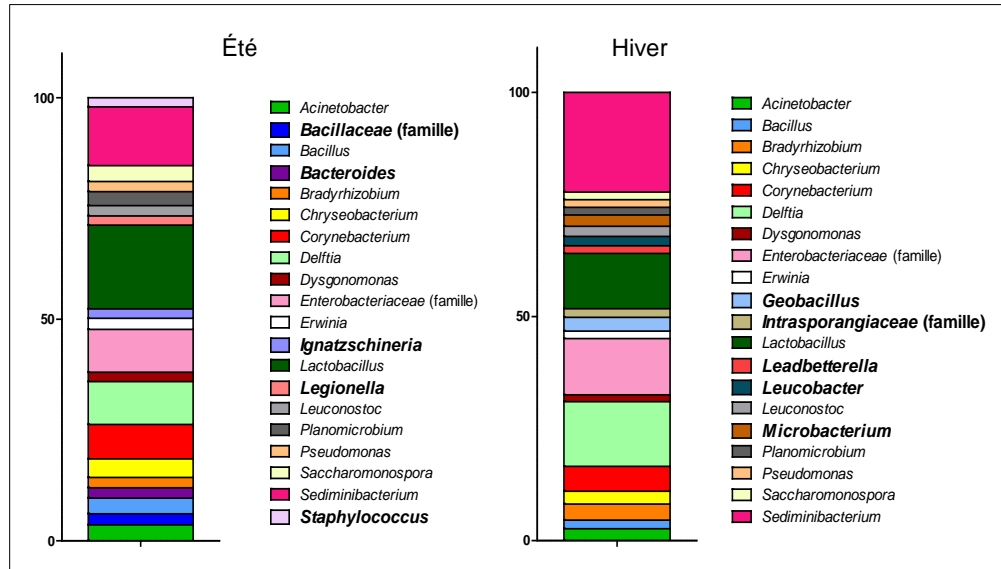 Été
100
50
0
Acinetobacter
Bacillaceae (famille)
Bacillus
Bacteroides
Bradyrhizobium
Chryseobacterium
Corynebacterium
Delftia
Dysgonomonas
Enterobacteriaceae (famille)
Erwinia
Ignatzschineria
Lactobacillus
Legionella
Leuconostoc
Planomicrobium
Pseudomonas
Saccharomonospora
Sediminibacterium
Staphylococcus
Hiver
100
50
0
Acinetobacter
Bacillus
Bradyrhizobium
Chryseobacterium
Corynebacterium
Delftia
Dysgonomonas
Enterobacteriaceae (famille)
Erwinia
Geobacillus
Intrasporangiaceae (famille)
Lactobacillus
Leadbetterella
Leucobacter
Leuconostoc
Microbacterium
Planomicrobium
Pseudomonas
Saccharomonospora
Sediminibacterium